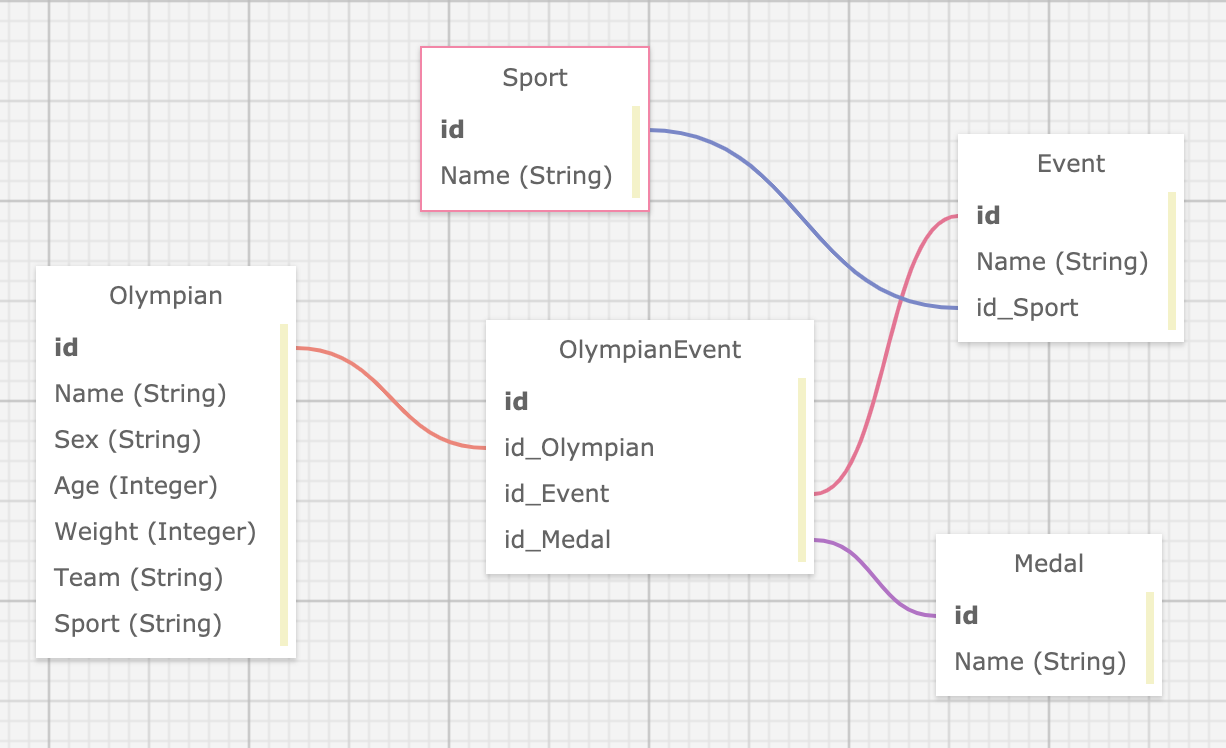 Sport
id
Name (String)
Event
id
Name (String)
id_Sport
Olympian
id
Name (String)
Sex (String)
Age (Integer)
Weight (Integer)
Team (String)
Sport (String)
OlympianEvent
id
id_Olympian
id_Event
id_Medal
Medal
id
Name (String)